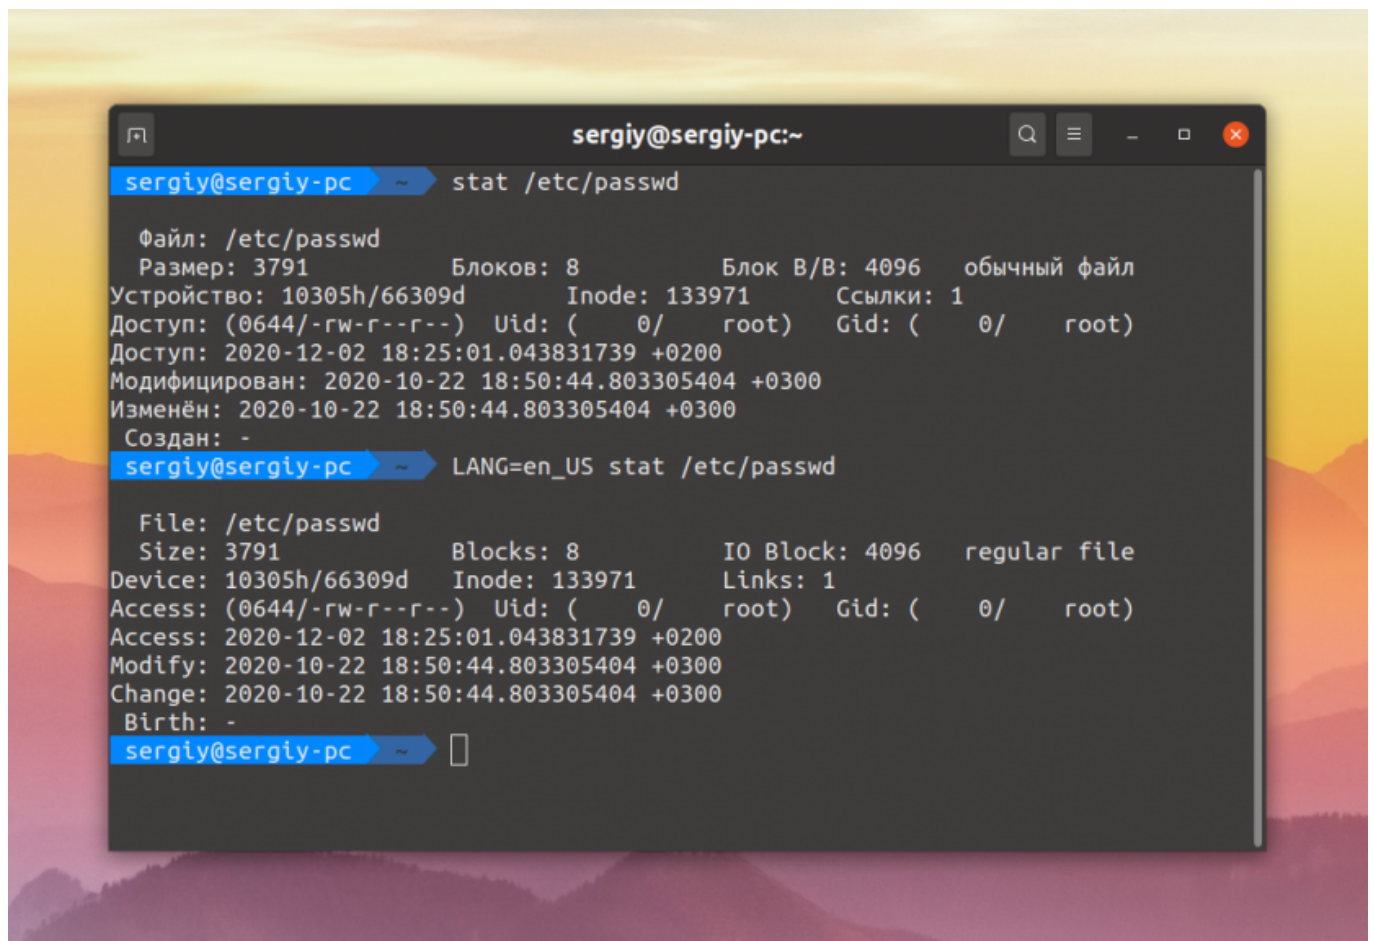 sergiy@sergiy-pc:~
sergiy@sergiy-pc ~ stat /etc/passwd
Файл: /etc/passwd
Размер: 3791 Блоков: 8 Блок В/В: 4096 обычный файл
Устройство: 10305h/66309d Inode: 133971 Ссылки: 1
Доступ: (0644/-rw-r--r--) Uid: ( 0/ root) Gid: ( 0/ root)
Доступ: 2020-12-02 18:25:01.043831739 +0200
Модифицирован: 2020-10-22 18:50:44.803305404 +0300
Изменён: 2020-10-22 18:50:44.803305404 +0300
Создан: -
sergiy@sergiy-pc ~ LANG=en_US stat /etc/passwd
File: /etc/passwd
Size: 3791 Blocks: 8 IO Block: 4096 regular file
Device: 10305h/66309d Inode: 133971 Links: 1
Access: (0644/-rw-r--r--) Uid: ( 0/ root) Gid: ( 0/ root)
Access: 2020-12-02 18:25:01.043831739 +0200
Modify: 2020-10-22 18:50:44.803305404 +0300
Change: 2020-10-22 18:50:44.803305404 +0300
Birth: -
sergiy@sergiy-pc ~